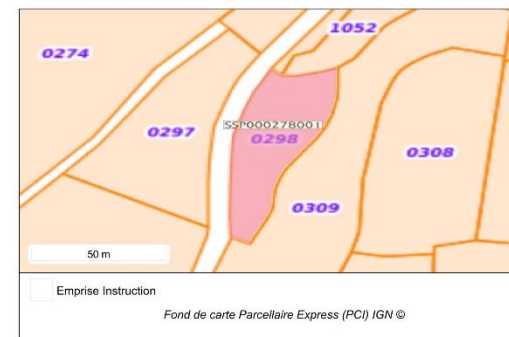 1052
0274
SSP000278001
0297
0298
0308
0309
50 m
Emprise Instruction
Fond de carte Parcellaire Express (PCI) IGN ©